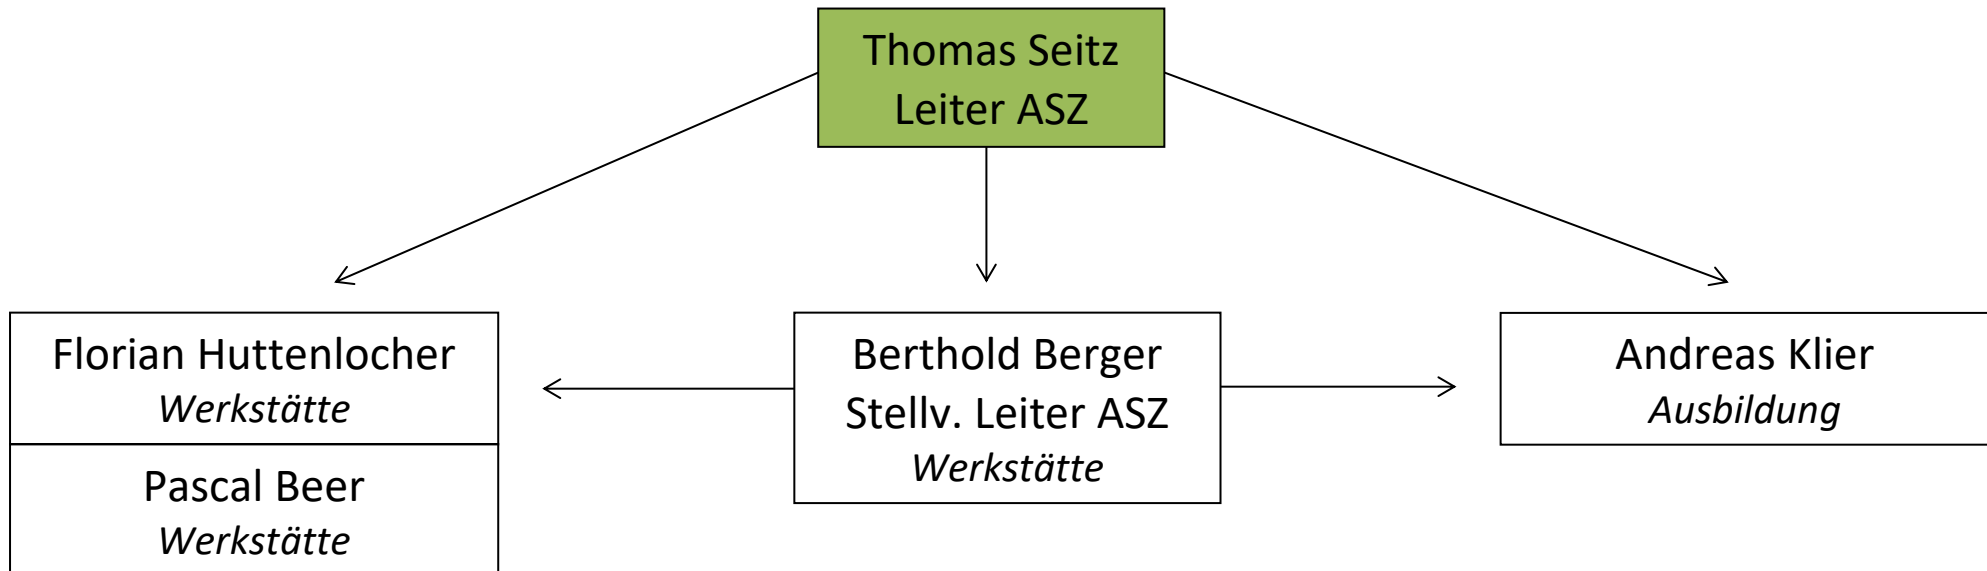 Thomas Seitz
Leiter ASZ
Florian Huttenlocher
Werkstätte
Pascal Beer
Werkstätte
Berthold Berger
Stellv. Leiter ASZ
Werkstätte
Andreas Klier
Ausbildung